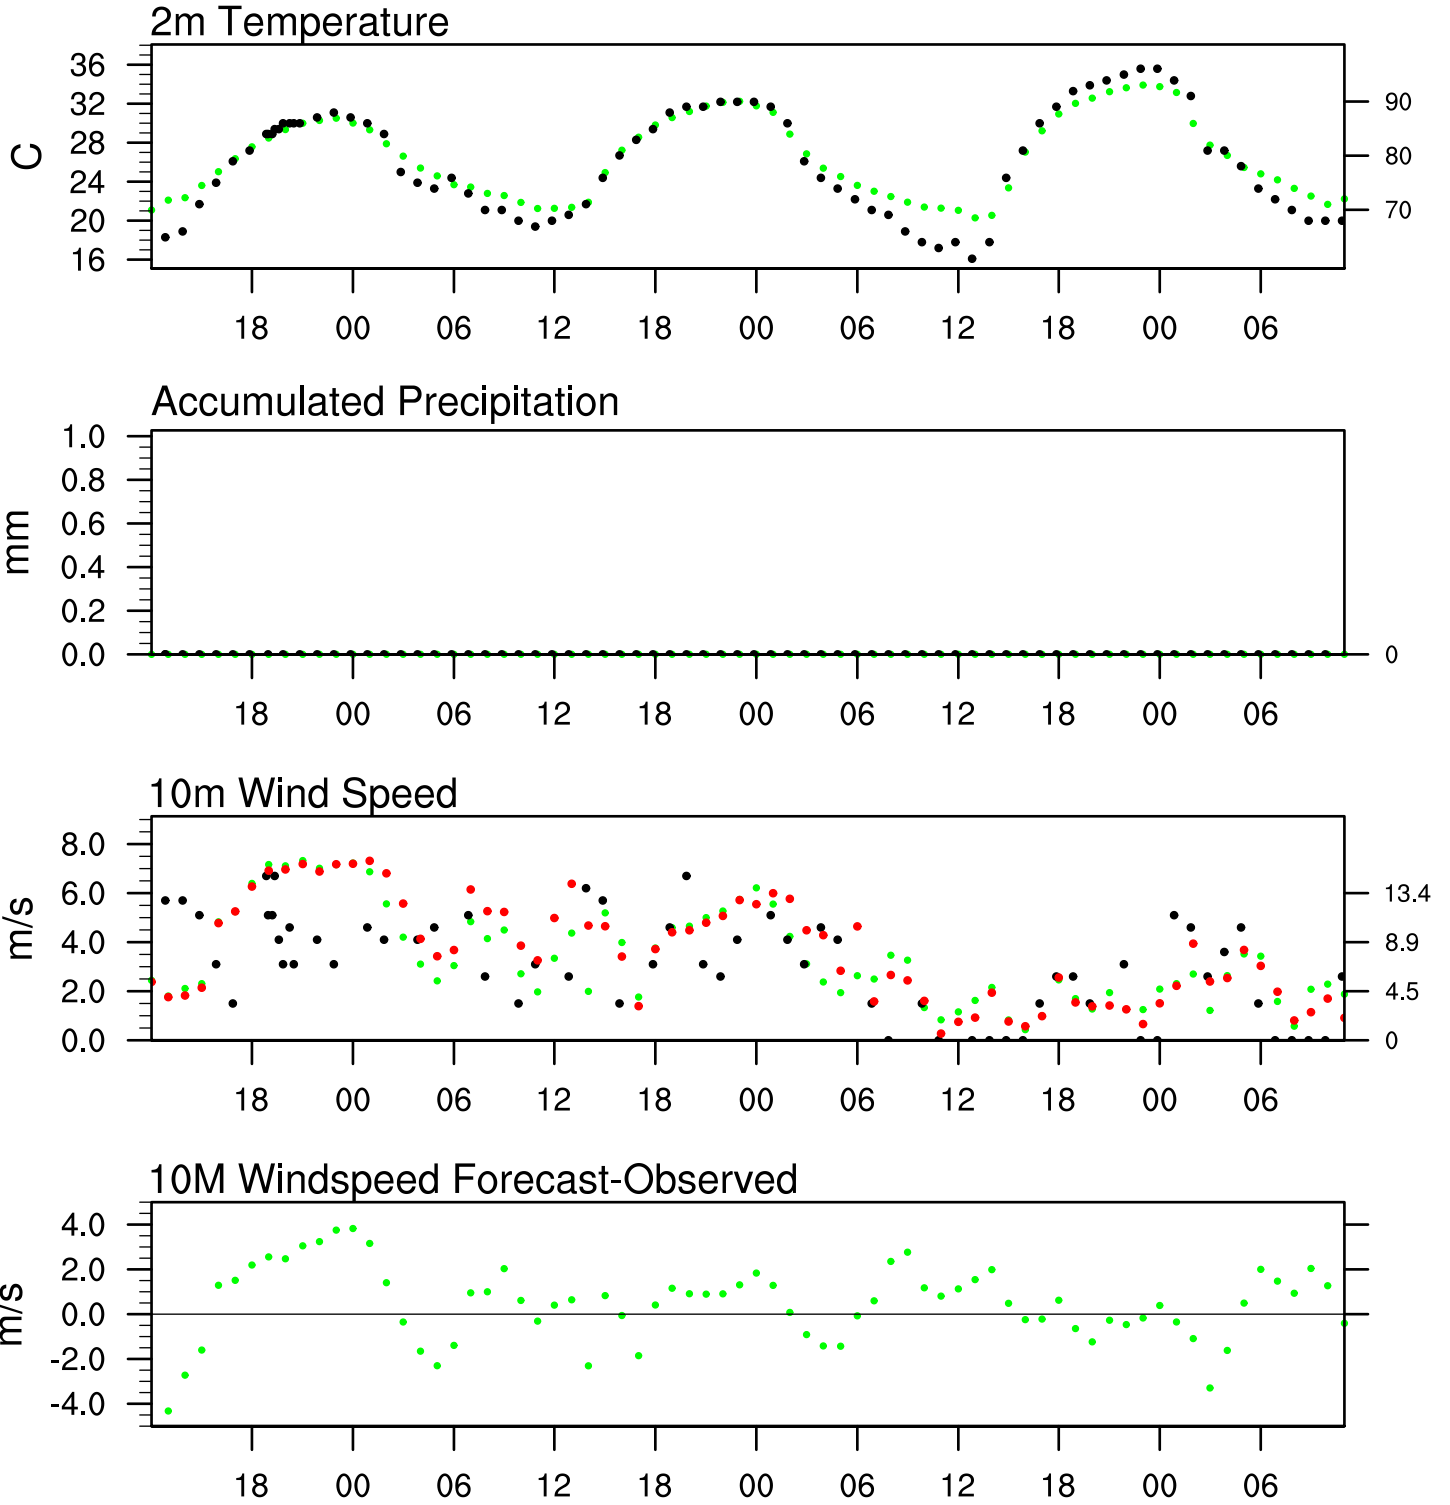 2m Temperature
36
32
28
24
20
16
C
90
80
70
18 00 06 12 18 00 06 12 18 00 06
Accumulated Precipitation
1.0
0.8
0.6
0.4
0.2
0.0
mm
0
18 00 06 12 18 00 06 12 18 00 06
10m Wind Speed
8.0
6.0
4.0
2.0
0.0
m/s
13.4
8.9
4.5
0
18 00 06 12 18 00 06 12 18 00 06
10M Windspeed Forecast-Observed
4.0
2.0
0.0
-2.0
-4.0
m/s
18 00 06 12 18 00 06 12 18 00 06